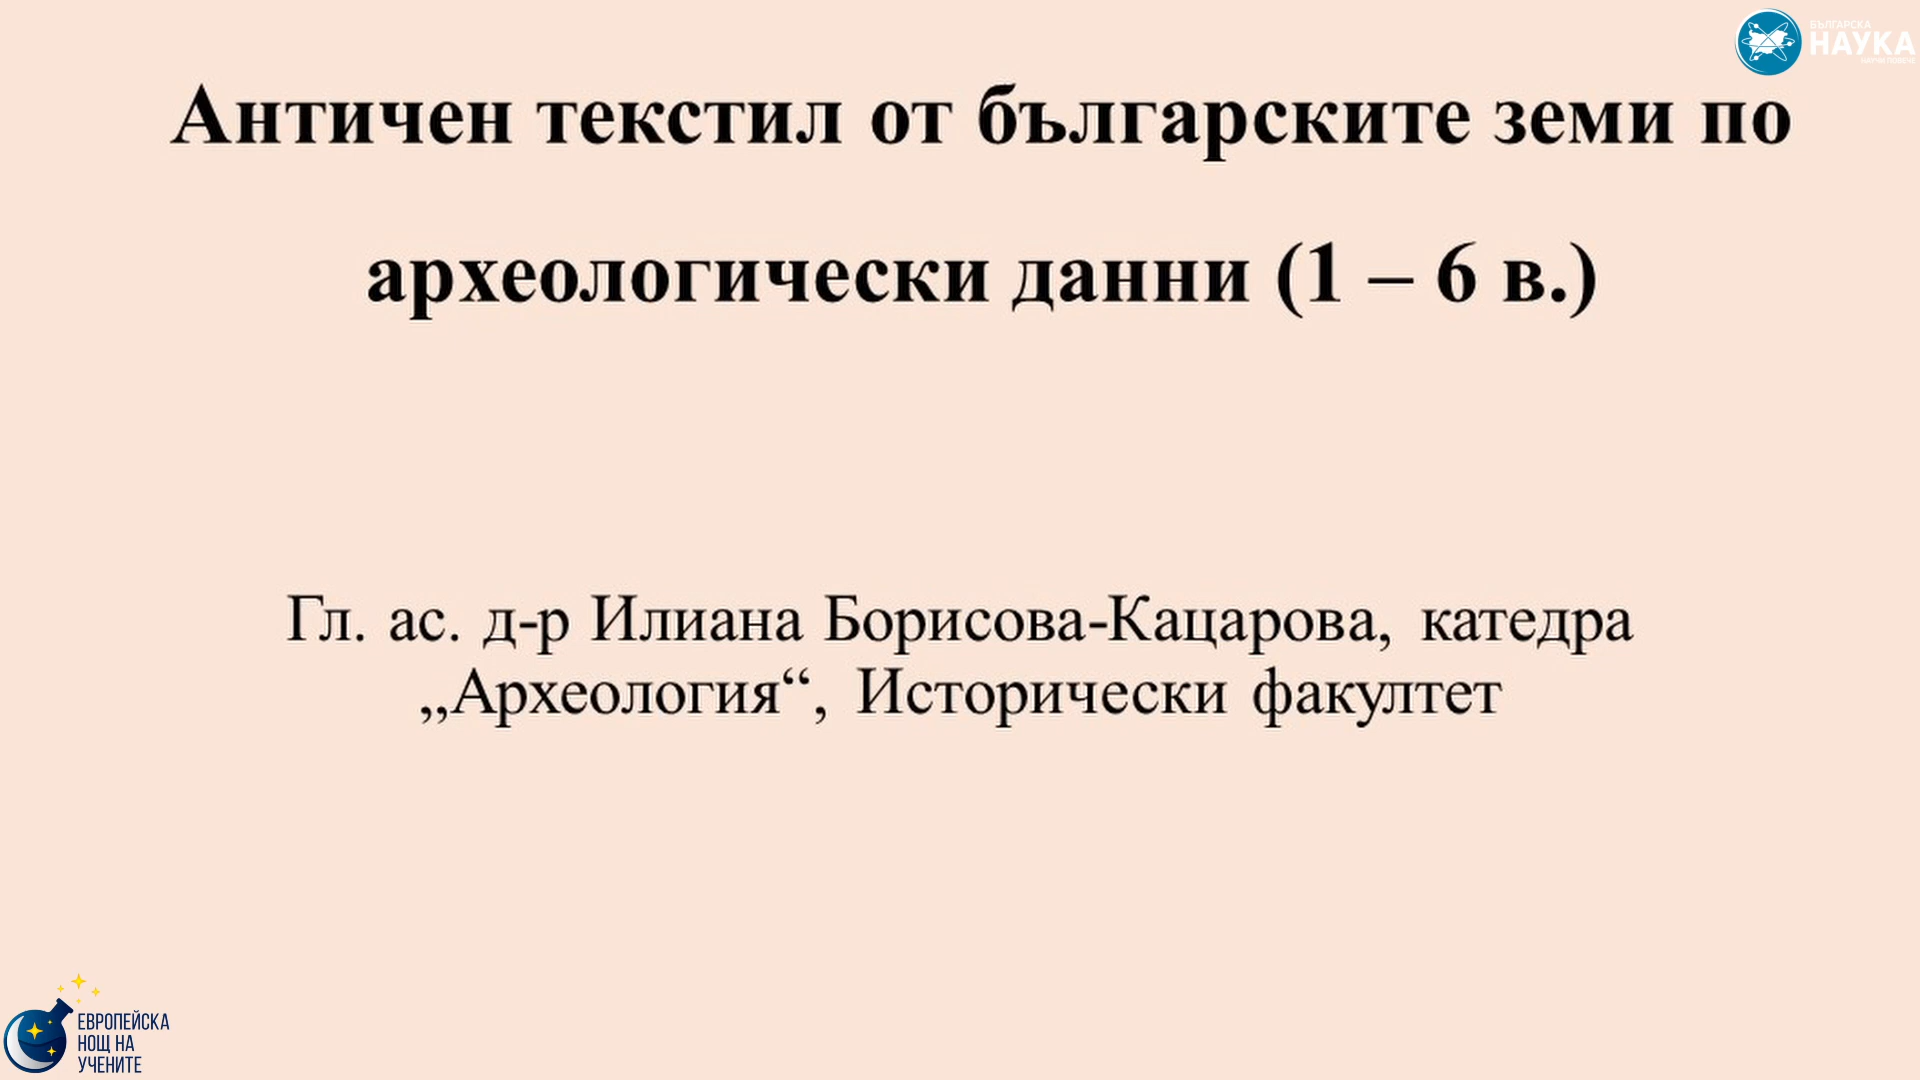 БЪЛГАРСКА
НАУКА
Античен текстил от българските земи по
археологически данни (1 – 6 в.)
Гл. ас. д-р Илиана Борисова-Кацарова, катедра
„Археология“, Исторически факултет
ЕВРОПЕЙСКА
НОЩ НА
УЧЕНИТЕ